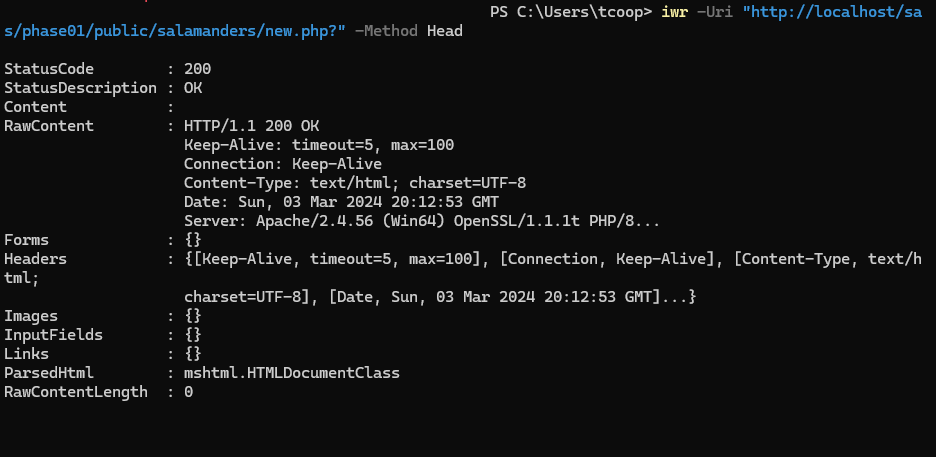 PS C:\Users\tcoop> iwr -Uri "http://localhost/sa
s/phase01/public/salamanders/new.php?" -Method Head
StatusCode        : 200
StatusDescription : OK
Content           :
RawContent        : HTTP/1.1 200 OK
                    Keep-Alive: timeout=5, max=100
                    Connection: Keep-Alive
                    Content-Type: text/html; charset=UTF-8
                    Date: Sun, 03 Mar 2024 20:12:53 GMT
                    Server: Apache/2.4.56 (Win64) OpenSSL/1.1.1t PHP/8...
Forms             : {}
Headers           : {[Keep-Alive, timeout=5, max=100], [Connection, Keep-Alive], [Content-Type, text/h
tml;
                    charset=UTF-8], [Date, Sun, 03 Mar 2024 20:12:53 GMT]...}
Images            : {}
InputFields       : {}
Links             : {}
ParsedHtml        : mshtml.HTMLDocumentClass
RawContentLength  : 0